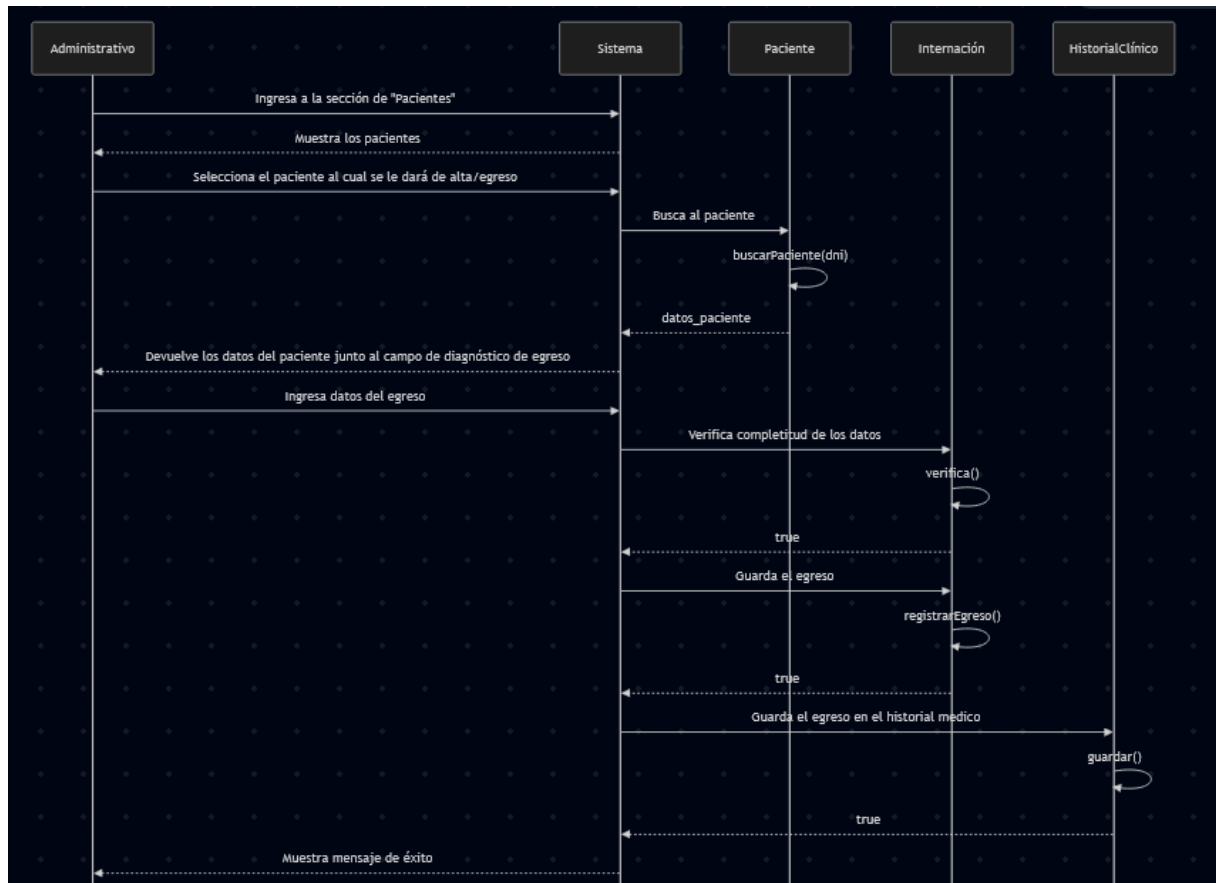 Administrativo
Sistema
Paciente
Internación
HistorialClínico
Ingresa a la sección de "Pacientes"
Muestra los pacientes
Selecciona el paciente al cual se le dará de alta/egreso
Busca al paciente
buscarPaciente(dni)
datos_paciente
Devuelve los datos del paciente junto al campo de diagnóstico de egreso
Ingresa datos del egreso
Verifica completitud de los datos
verifica()
true
Guarda el egreso
registrarEgreso()
true
Guarda el egreso en el historial medico
guardar()
true
Muestra mensaje de éxito